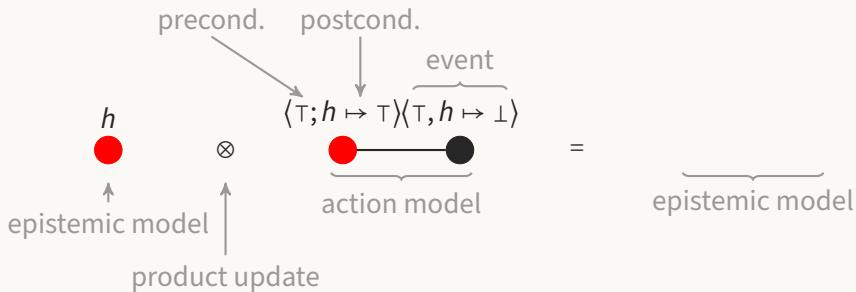 precond. postcond.
event
h ⟨⊤; h ↦ ⊤⟩⟨⊤, h ↦ ⊥⟩
⊗ =
epistemic model action model epistemic model
product update